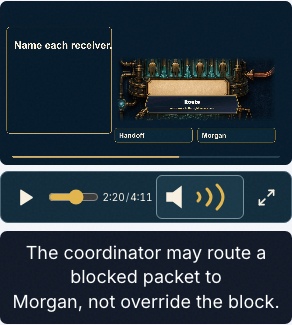 Name each receiver.
Route
Handoff
Morgan
2:20/4:11
The coordinator may route a
blocked packet to
Morgan, not override the block.